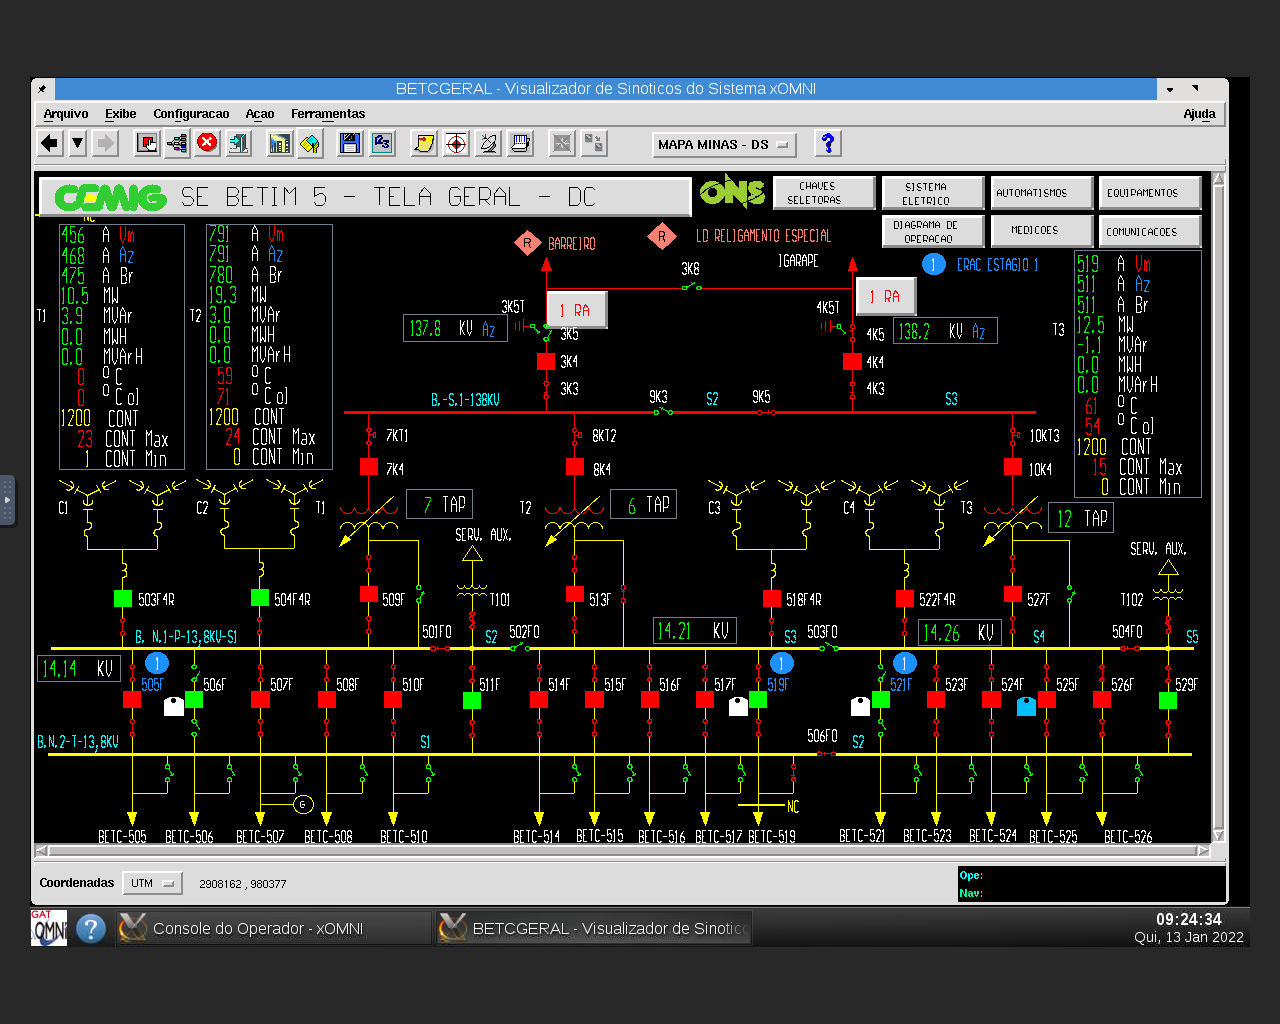 BETCGERAL - Visualizador de Sinoticos do Sistema xOMNI
Arquivo Exibe Configuracao Acao Ferramentas Ajuda
MAPA MINAS - DS ?
CEMIG SE BETIM 5 - TELA GERAL - DC
ONS
CHAVES SELETORAS
SISTEMA ELETRICO
AUTOMATISMOS
EQUIPAMENTOS
DIAGRAMA DE OPERACAO
MEDICOES
COMUNICACOES
NC
T1
456 A Vm
468 A Az
475 A Br
10.5 MW
3.9 MVAr
0.0 MWH
0.0 MVArH
0 ºC
0 ºCol
1200 CONT
23 CONT Max
1 CONT Min
T2
791 A Vm
791 A Az
780 A Br
19.3 MW
3.0 MVAr
0.0 MWH
0.0 MVArH
59 ºC
71 ºCol
1200 CONT
24 CONT Max
0 CONT Min
R BARREIRO
R LD RELIGAMENTO ESPECIAL
IGARAPE
1 ERAC ESTAGIO 1
3K8
3K5T
1 RA
4K5T
1 RA
137.8 KV Az
138.2 KV Az
3K5
4K5
3K4
4K4
3K3
4K3
T3
519 A Vm
511 A Az
511 A Br
12.5 MW
-1.1 MVAr
0.0 MWH
0.0 MVArH
61 ºC
54 ºCol
1200 CONT
15 CONT Max
0 CONT Min
B.-S.1-138KV
9K3
S2
9K5
S3
7KT1
8KT2
10KT3
7K4
8K4
10K4
C1
C2
T1
7 TAP
T2
6 TAP
C3
C4
T3
12 TAP
SERV. AUX.
SERV. AUX.
503F4R
504F4R
509F
T101
513F
518F4R
522F4R
527F
T102
B. N.1-P-13,8KV-S1
501F0
S2
502F0
14.21 KV
S3
503F0
14.26 KV
S4
504F0
S5
14.14 KV
1
1
1
505F
506F
507F
508F
510F
511F
514F
515F
516F
517F
519F
521F
523F
524F
525F
526F
529F
B.N.2-T-13,8KV
S1
506F0
S2
G
NC
BETC-505
BETC-506
BETC-507
BETC-508
BETC-510
BETC-514
BETC-515
BETC-516
BETC-517
BETC-519
BETC-521
BETC-523
BETC-524
BETC-525
BETC-526
Coordenadas UTM 2908162 , 980377
Ope:
Nav:
GAT
XOMNI
? Console do Operador - xOMNI
BETCGERAL - Visualizador de Sinotic
09:24:34
Qui, 13 Jan 2022